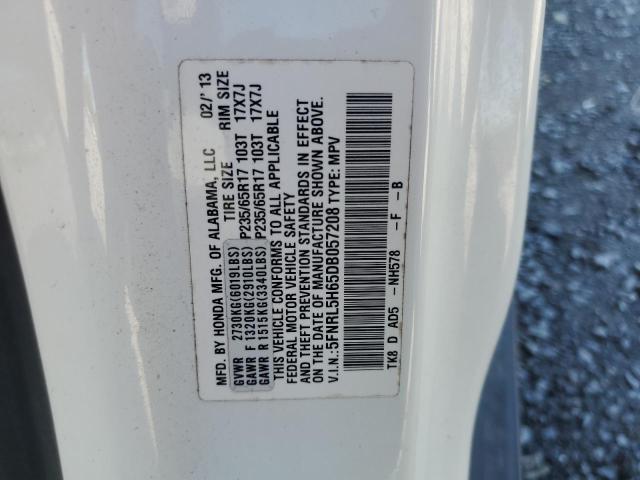 MFD. BY HONDA MFG. OF ALABAMA, LLC 02/'13
TIRE SIZE RIM SIZE
GVWR 2730KG(6019LBS)
GAWR F 1320KG(2910LBS) P235/65R17 103T 17X7J
GAWR R 1515KG(3340LBS) P235/65R17 103T 17X7J
THIS VEHICLE CONFORMS TO ALL APPLICABLE
FEDERAL MOTOR VEHICLE SAFETY
AND THEFT PREVENTION STANDARDS IN EFFECT
ON THE DATE OF MANUFACTURE SHOWN ABOVE.
V.I.N.:5FNRL5H65DB057208 TYPE: MPV
TK8 D AD5 -NH578 -F -B